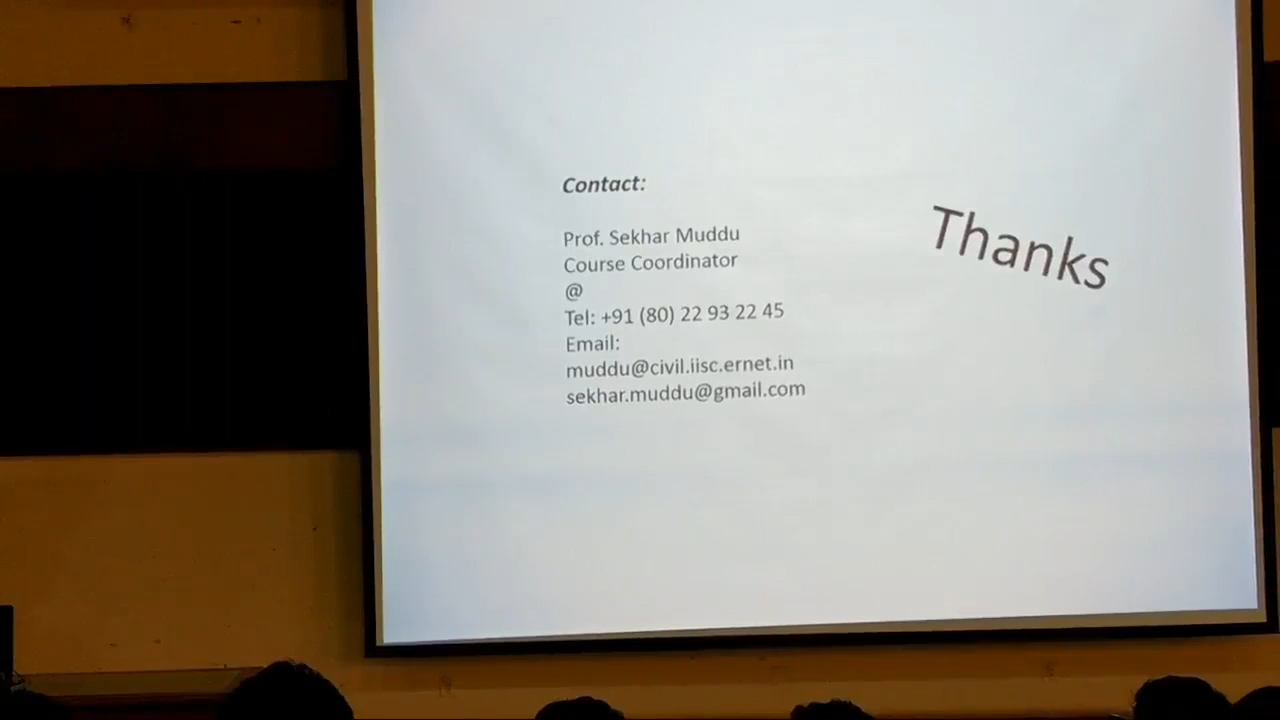 Contact:
Prof. Sekhar Muddu
Course Coordinator
@
Tel: +91 (80) 22 93 22 45
Email:
muddu@civil.iisc.ernet.in
sekhar.muddu@gmail.com
Thanks